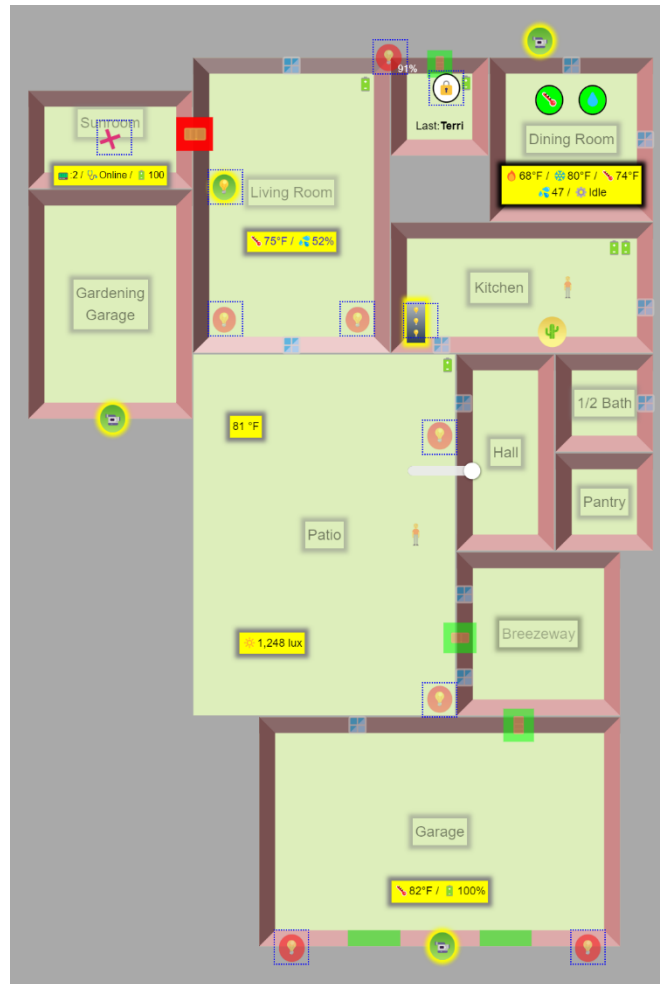 91%
Sunroom
Last:Terri
Dining Room
:2 / Online / 100
68°F / 80°F / 74°F /
47 / Idle
Living Room
75°F / 52%
Gardening
Garage
Kitchen
81 °F
1/2 Bath
Hall
Pantry
Patio
1,248 lux
Breezeway
Garage
82°F / 100%